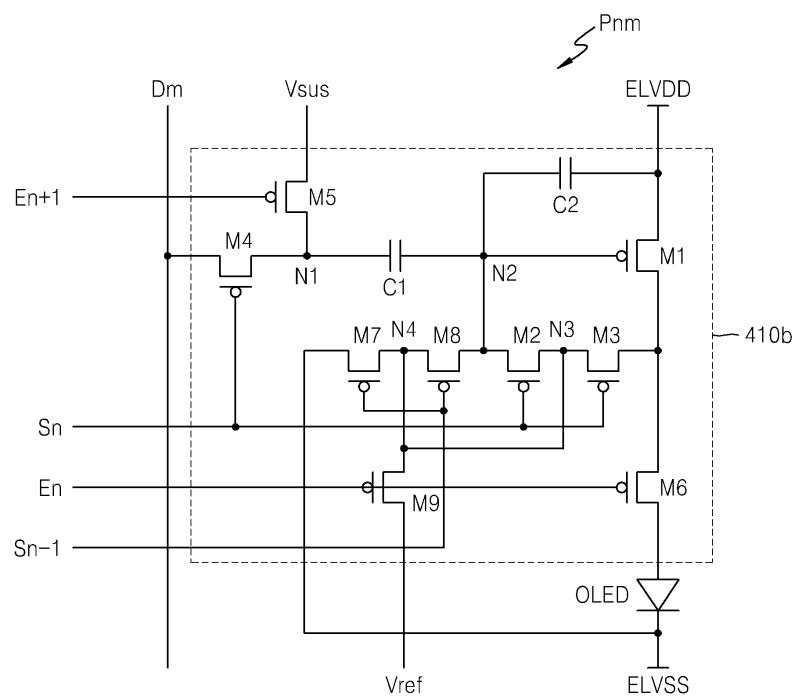 Pnm
Dm
Vsus
ELVDD
En+1
M5
C2
M4
N1
C1
N2
M1
M7
N4
M8
M2
N3
M3
410b
Sn
En
M9
M6
Sn-1
OLED
Vref
ELVSS